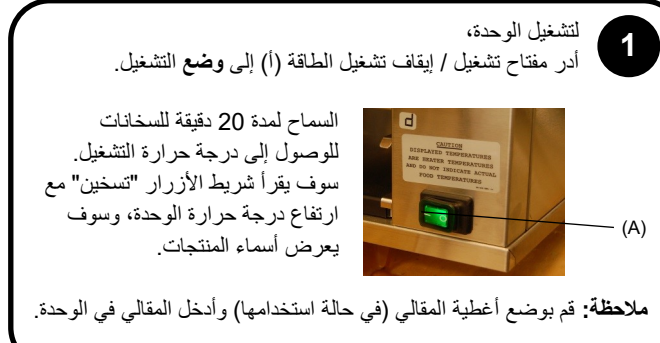 1
لتشغيل الوحدة،
أدر مفتاح تشغيل / إيقاف تشغيل الطاقة (أ) إلى وضع التشغيل.
السماح لمدة 20 دقيقة للسخانات
للوصول إلى درجة حرارة التشغيل.
سوف يقرأ شريط الأزرار "تسخين" مع
ارتفاع درجة حرارة الوحدة، وسوف
يعرض أسماء المنتجات.
d
CAUTION
DISPLAYED TEMPERATURES
ARE HEATER TEMPERATURES
AND DO NOT INDICATE ACTUAL
FOOD TEMPERATURES
(A)
ملاحظة: قم بوضع أغطية المقالي (في حالة استخدامها) وأدخل المقالي في الوحدة.